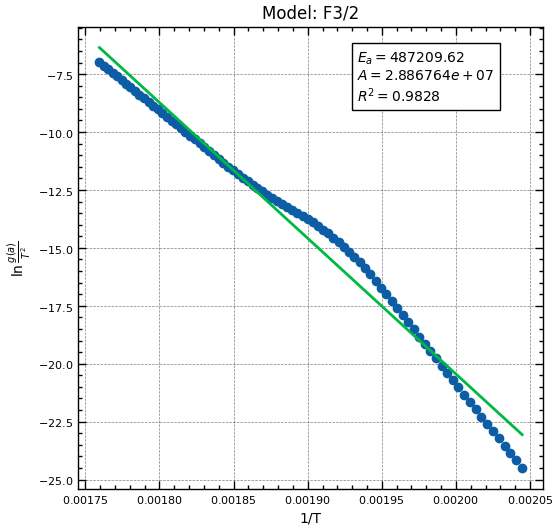 Model: F3/2
E_a = 487209.62
A = 2.886764e + 07
R² = 0.9828
−7.5
−10.0
−12.5
−15.0
−17.5
−20.0
−22.5
−25.0
ln g(a)/T²
0.00175 0.00180 0.00185 0.00190 0.00195 0.00200 0.00205
1/T